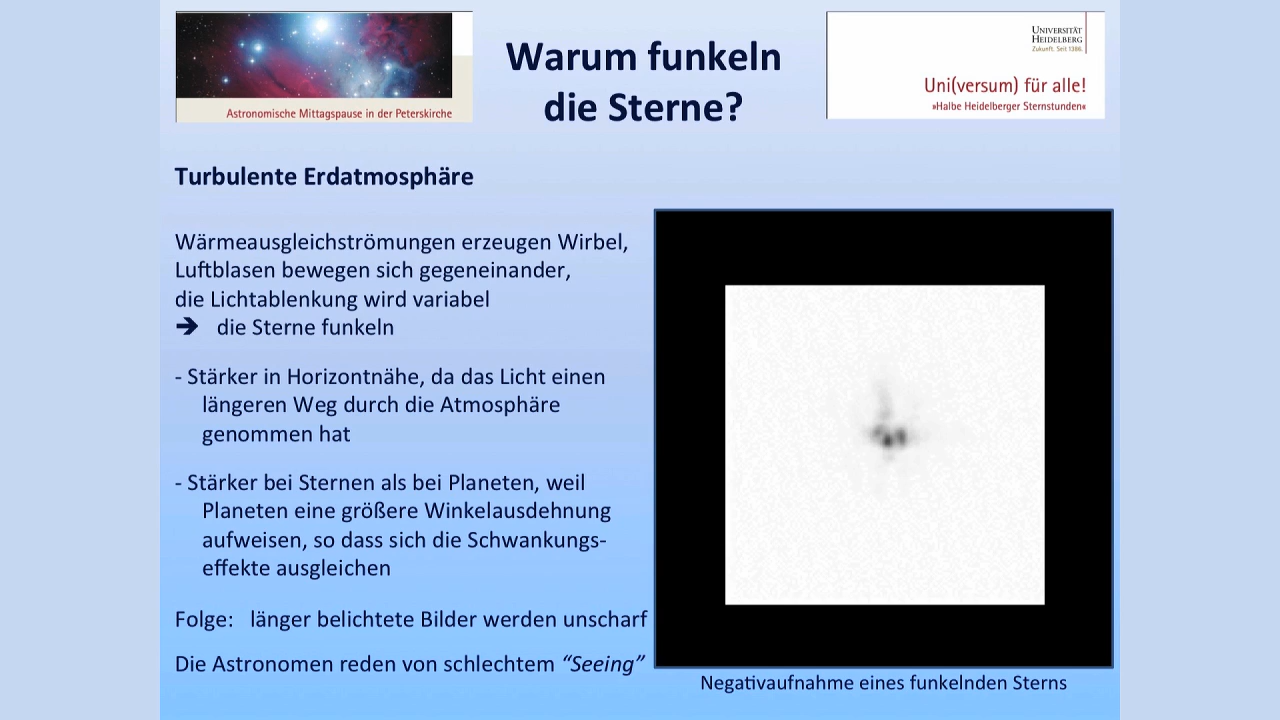 Astronomische Mittagspause in der Peterskirche
Warum funkeln
die Sterne?
UNIVERSITÄT
HEIDELBERG
Zukunft. Seit 1386.
Uni(versum) für alle!
»Halbe Heidelberger Sternstunden«
Turbulente Erdatmosphäre
Wärmeausgleichströmungen erzeugen Wirbel,
Luftblasen bewegen sich gegeneinander,
die Lichtablenkung wird variabel
➔ die Sterne funkeln
- Stärker in Horizontnähe, da das Licht einen
längeren Weg durch die Atmosphäre
genommen hat
- Stärker bei Sternen als bei Planeten, weil
Planeten eine größere Winkelausdehnung
aufweisen, so dass sich die Schwankungs-
effekte ausgleichen
Folge: länger belichtete Bilder werden unscharf
Die Astronomen reden von schlechtem “Seeing”
Negativaufnahme eines funkelnden Sterns